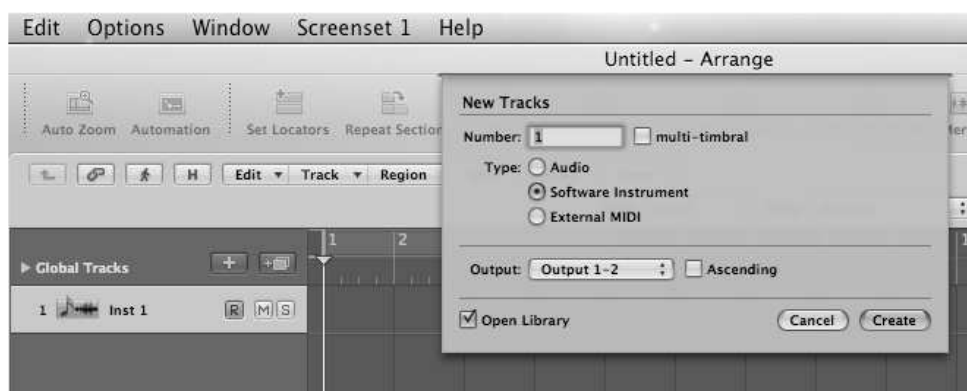 Edit Options Window Screenset 1 Help
Untitled - Arrange
Auto Zoom Automation Set Locators Repeat Section
New Tracks
Number: 1 multi-timbral
Type: Audio
Software Instrument
External MIDI
H Edit Track Region
1 2
Global Tracks
Output: Output 1-2 Ascending
1 Inst 1 R M S
Open Library Cancel Create